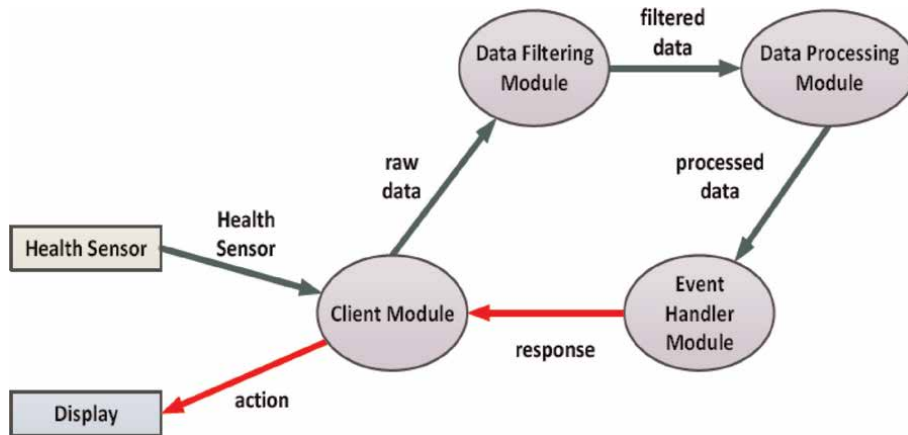 filtered
data
Data Filtering
Module
Data Processing
Module
raw
data
processed
data
Health
Sensor
Health Sensor
Client Module
Event
Handler
Module
response
action
Display